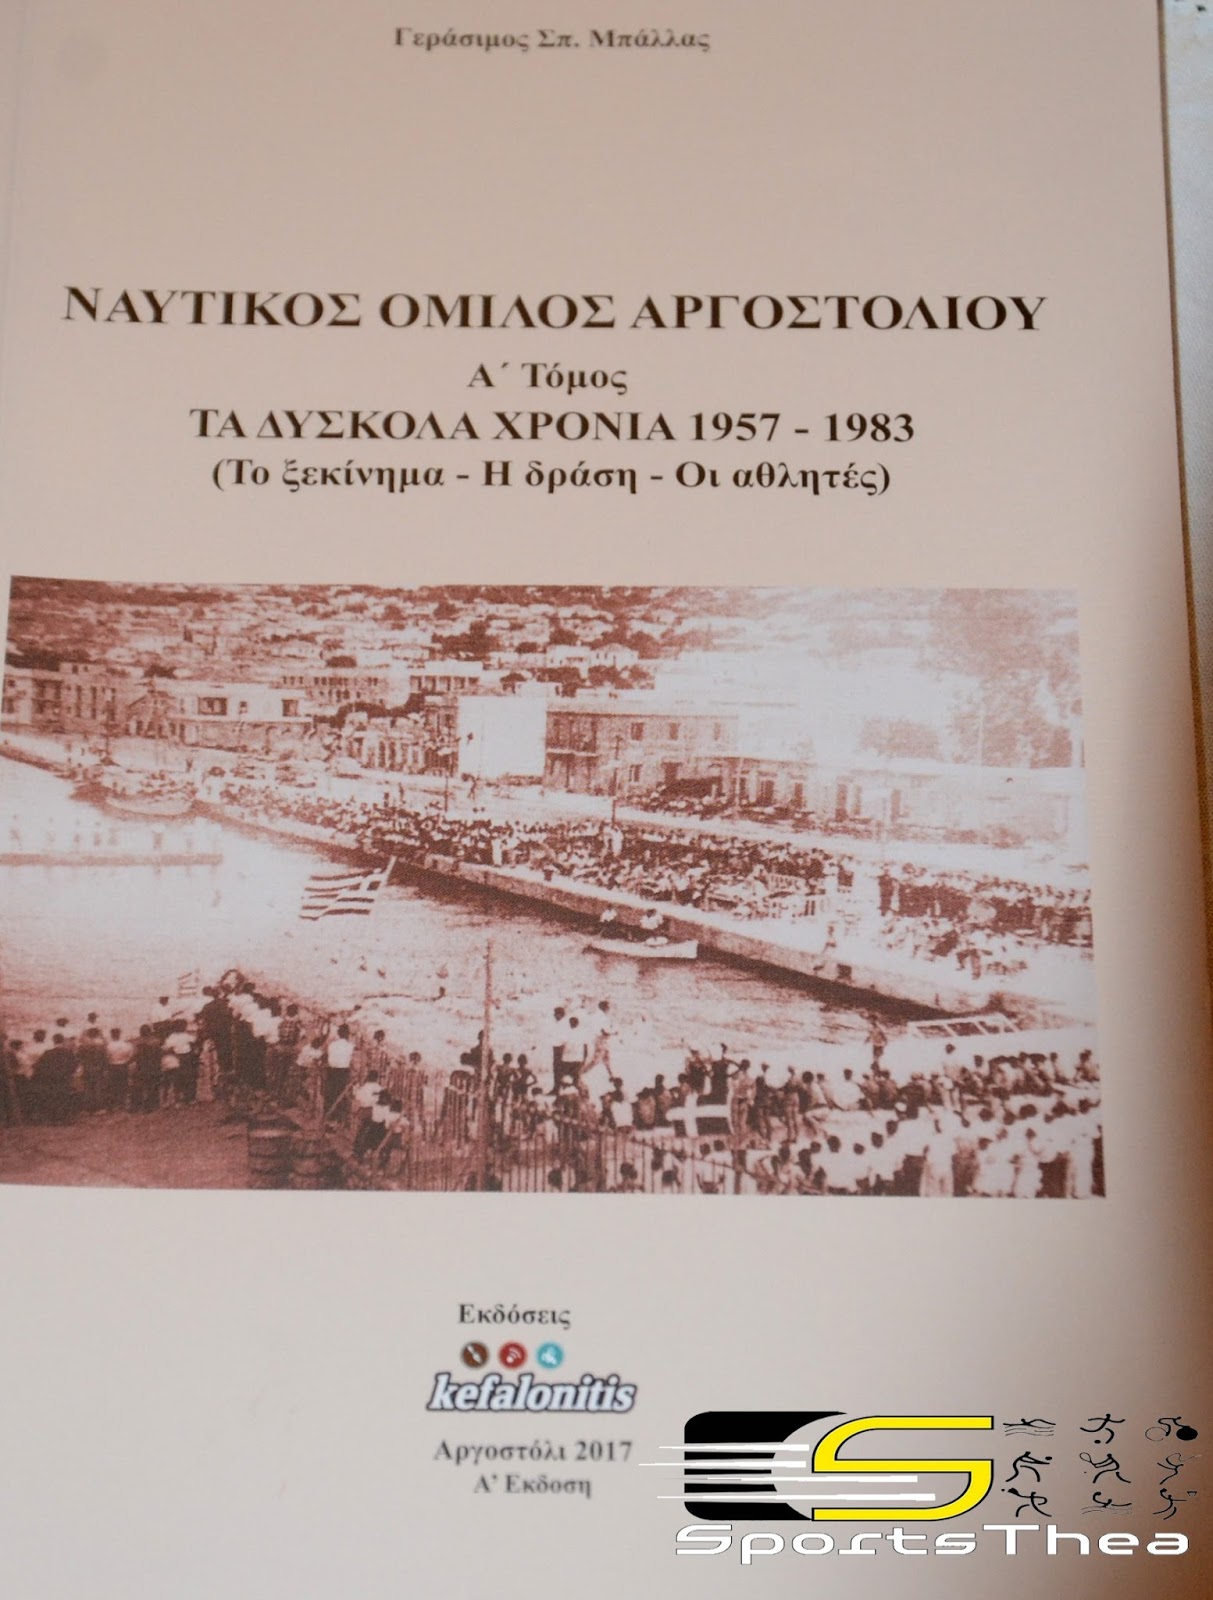 Γεράσιμος Σπ. Μπάλλας
ΝΑΥΤΙΚΟΣ ΟΜΙΛΟΣ ΑΡΓΟΣΤΟΛΙΟΥ
Α΄ Τόμος
ΤΑ ΔΥΣΚΟΛΑ ΧΡΟΝΙΑ 1957 - 1983
(Το ξεκίνημα - Η δράση - Οι αθλητές)
Εκδόσεις
kefalonitis
Αργοστόλι 2017
Α’ Εκδοση
SportsThea